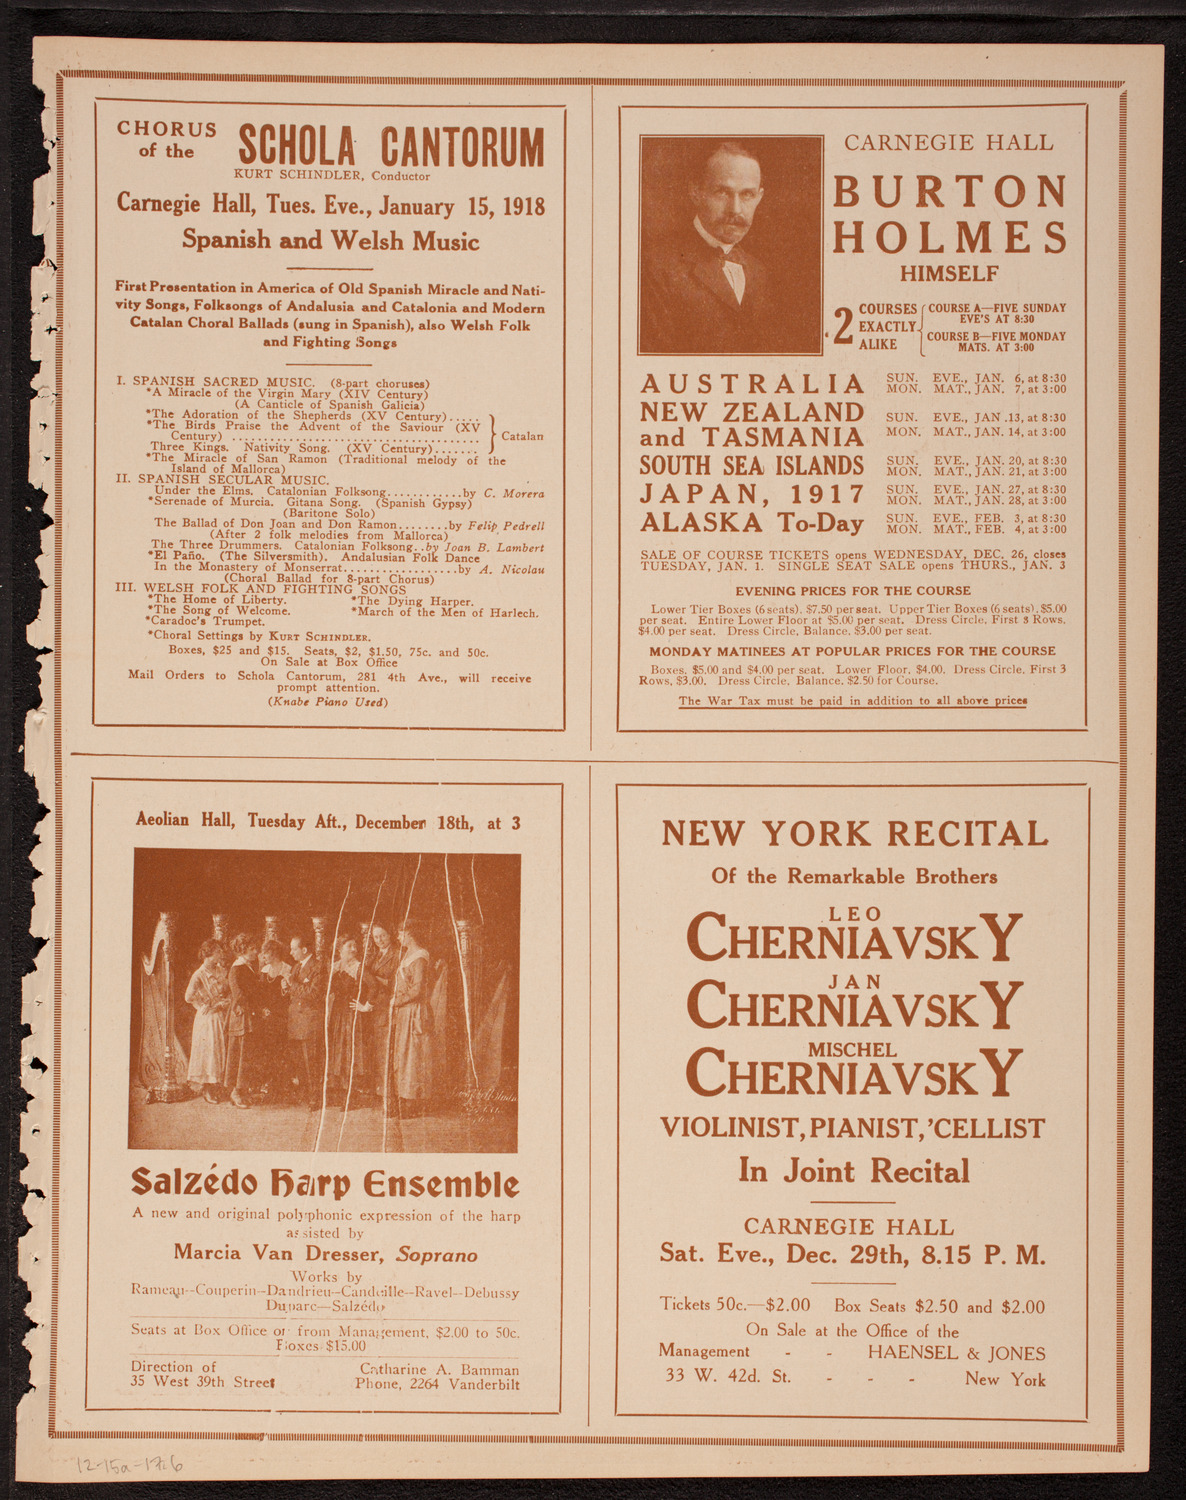 CHORUS
of the SCHOLA CANTORUM
KURT SCHINDLER, Conductor
Carnegie Hall, Tues. Eve., January 15, 1918
Spanish and Welsh Music
First Presentation in America of Old Spanish Miracle and Nati-
vity Songs, Folksongs of Andalusia and Catalonia and Modern
Catalan Choral Ballads (sung in Spanish), also Welsh Folk
and Fighting Songs
I. SPANISH SACRED MUSIC. (8-part choruses)
*A Miracle of the Virgin Mary (XIV Century)
(A Canticle of Spanish Galicia)
*The Adoration of the Shepherds (XV Century).....
*The Birds Praise the Advent of the Saviour (XV
Century) .................................. Catalan
Three Kings. Nativity Song. (XV Century).......
*The Miracle of San Ramon (Traditional melody of the
Island of Mallorca)
II. SPANISH SECULAR MUSIC.
Under the Elms. Catalonian Folksong...........by C. Morera
*Serenade of Murcia. Gitana Song. (Spanish Gypsy)
(Baritone Solo)
The Ballad of Don Joan and Don Ramon........by Felip Pedrell
(After 2 folk melodies from Mallorca)
The Three Drummers. Catalonian Folksong..by Joan B. Lambert
*El Paño. (The Silversmith). Andalusian Folk Dance
In the Monastery of Monserrat.................by A. Nicolau
(Choral Ballad for 8-part Chorus)
III. WELSH FOLK AND FIGHTING SONGS
*The Home of Liberty. *The Dying Harper.
*The Song of Welcome. *March of the Men of Harlech.
*Caradoc's Trumpet.
*Choral Settings by KURT SCHINDLER.
Boxes, $25 and $15. Seats, $2, $1.50, 75c. and 50c.
On Sale at Box Office
Mail Orders to Schola Cantorum, 281 4th Ave., will receive
prompt attention.
(Knabe Piano Used)
CARNEGIE HALL
BURTON
HOLMES
HIMSELF
2 COURSES EXACTLY ALIKE
COURSE A—FIVE SUNDAY
EVE'S AT 8:30
COURSE B—FIVE MONDAY
MATS. AT 3:00
AUSTRALIA SUN. EVE., JAN. 6, at 8:30
MON. MAT., JAN. 7, at 3:00
NEW ZEALAND SUN. EVE., JAN. 13, at 8:30
and TASMANIA MON. MAT., JAN. 14, at 3:00
SOUTH SEA ISLANDS SUN. EVE., JAN. 20, at 8:30
MON. MAT., JAN. 21, at 3:00
JAPAN, 1917 SUN. EVE., JAN. 27, at 8:30
MON. MAT., JAN. 28, at 3:00
ALASKA To-Day SUN. EVE., FEB. 3, at 8:30
MON. MAT., FEB. 4, at 3:00
SALE OF COURSE TICKETS opens WEDNESDAY, DEC. 26, closes
TUESDAY, JAN. 1. SINGLE SEAT SALE opens THURS., JAN. 3
EVENING PRICES FOR THE COURSE
Lower Tier Boxes (6 seats), $7.50 per seat. Upper Tier Boxes (6 seats), $5.00
per seat. Entire Lower Floor at $5.00 per seat. Dress Circle, First 3 Rows,
$4.00 per seat. Dress Circle, Balance, $3.00 per seat.
MONDAY MATINEES AT POPULAR PRICES FOR THE COURSE
Boxes, $5.00 and $4.00 per seat. Lower Floor, $4.00. Dress Circle, First 3
Rows, $3.00. Dress Circle, Balance, $2.50 for Course.
The War Tax must be paid in addition to all above prices
Aeolian Hall, Tuesday Aft., December 18th, at 3
Salzédo Harp Ensemble
A new and original polyphonic expression of the harp
assisted by
Marcia Van Dresser, Soprano
Works by
Rameau--Couperin--Dandrieu--Candeille--Ravel--Debussy
Duparc—Salzédo
Seats at Box Office or from Management, $2.00 to 50c.
Boxes $15.00
Direction of Catharine A. Bamman
35 West 39th Street Phone, 2264 Vanderbilt
NEW YORK RECITAL
Of the Remarkable Brothers
LEO
CHERNIAVSKY
JAN
CHERNIAVSKY
MISCHEL
CHERNIAVSKY
VIOLINIST, PIANIST, 'CELLIST
In Joint Recital
CARNEGIE HALL
Sat. Eve., Dec. 29th, 8.15 P. M.
Tickets 50c.—$2.00 Box Seats $2.50 and $2.00
On Sale at the Office of the
Management - - HAENSEL & JONES
33 W. 42d. St. - - - New York
12-15a-17:6